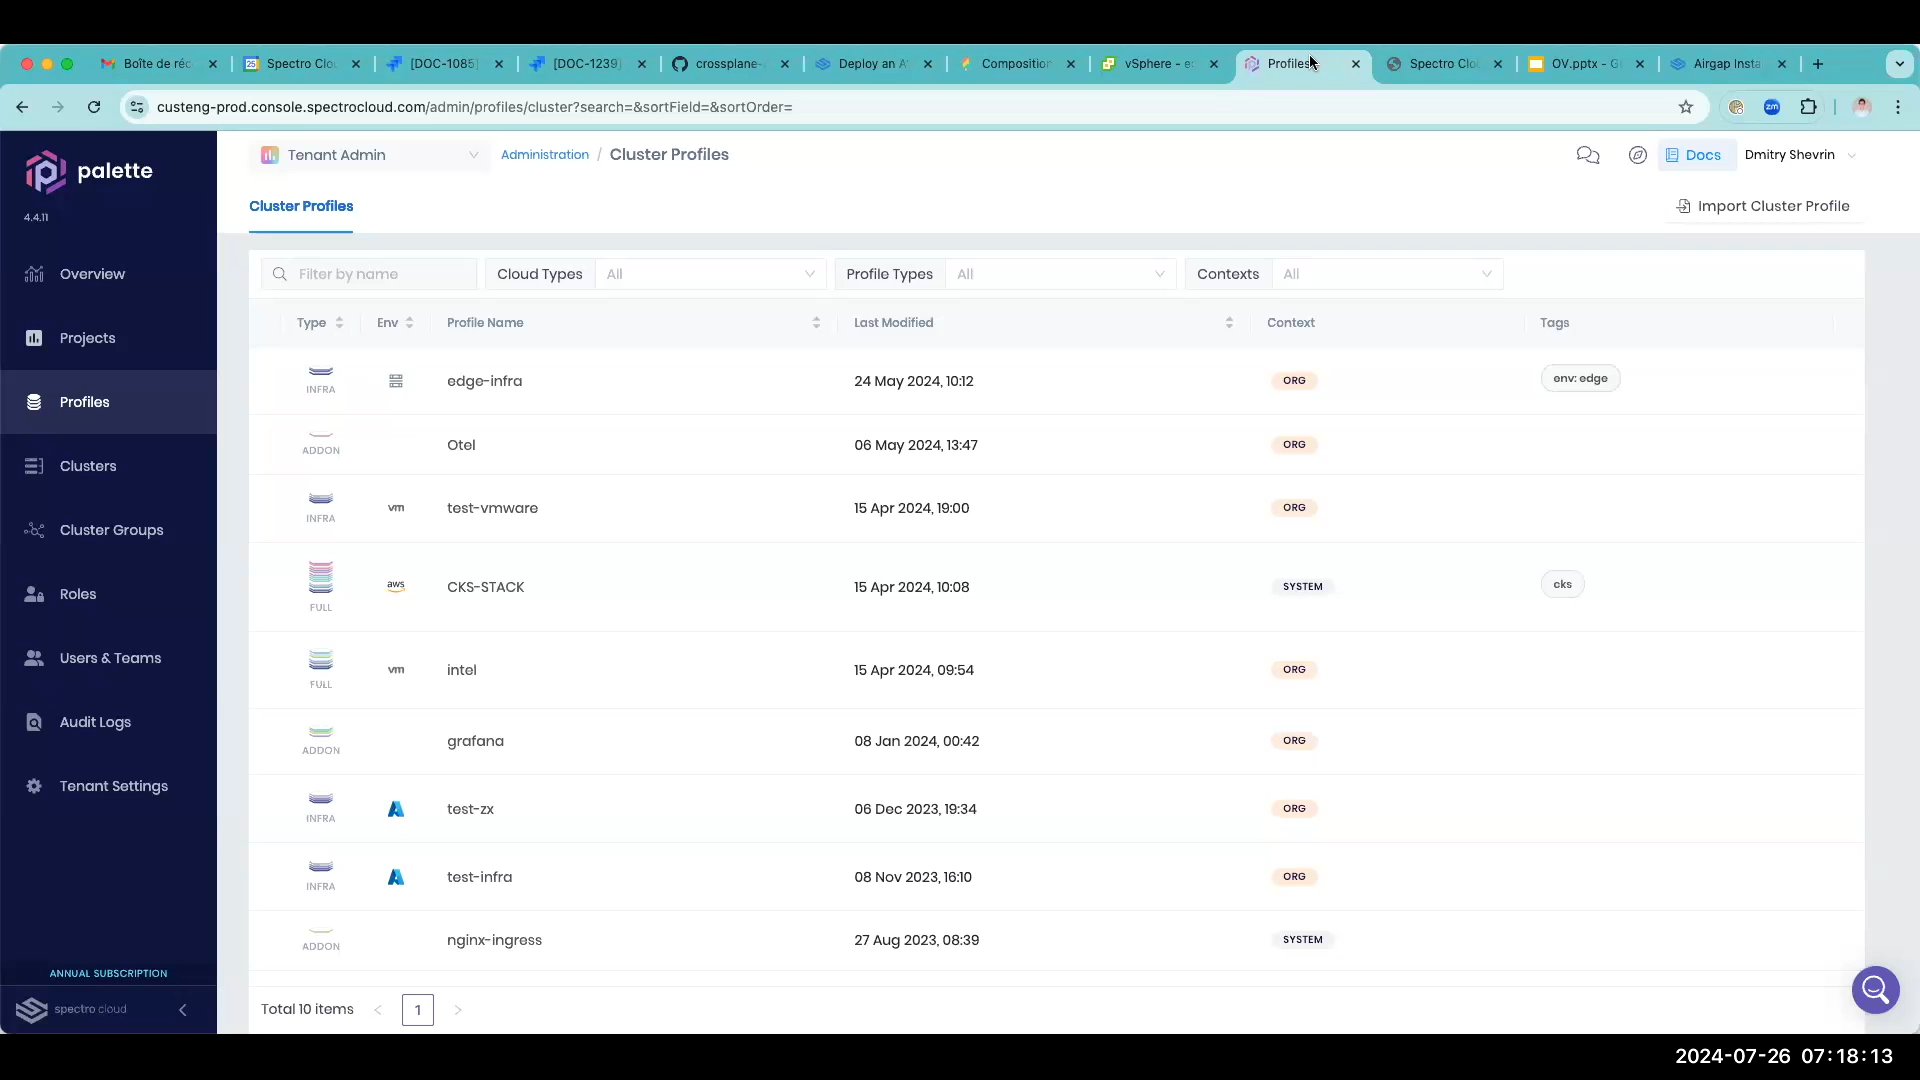 Boîte de réc
25 Spectro Clo
[DOC-1085]
[DOC-1239]
crossplane-
Deploy an A
Composition
vSphere - e
Profiles
Spectro Clo
OV.pptx - G
Airgap Insta
custeng-prod.console.spectrocloud.com/admin/profiles/cluster?search=&sortField=&sortOrder=
zm
palette
4.4.11
Overview
Projects
Profiles
Clusters
Cluster Groups
Roles
Users & Teams
Audit Logs
Tenant Settings
ANNUAL SUBSCRIPTION
spectro cloud
Tenant Admin
Administration / Cluster Profiles
Docs
Dmitry Shevrin
Cluster Profiles
Import Cluster Profile
Filter by name
Cloud Types All
Profile Types All
Contexts All
Type Env Profile Name Last Modified Context Tags
INFRA edge-infra 24 May 2024, 10:12 ORG env: edge
ADDON Otel 06 May 2024, 13:47 ORG
INFRA vm test-vmware 15 Apr 2024, 19:00 ORG
FULL aws CKS-STACK 15 Apr 2024, 10:08 SYSTEM cks
FULL vm intel 15 Apr 2024, 09:54 ORG
ADDON grafana 08 Jan 2024, 00:42 ORG
INFRA test-zx 06 Dec 2023, 19:34 ORG
INFRA test-infra 08 Nov 2023, 16:10 ORG
ADDON nginx-ingress 27 Aug 2023, 08:39 SYSTEM
Total 10 items < 1 >
2024-07-26 07:18:13